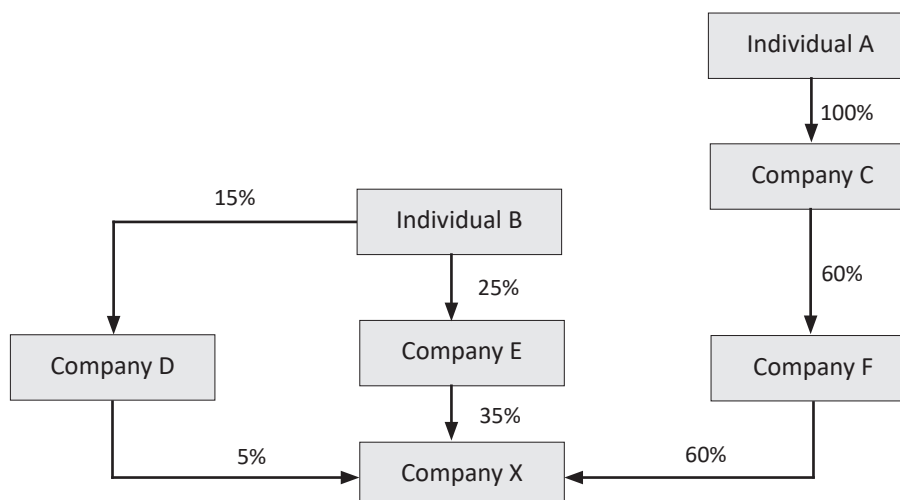 Individual A
100%
Company C
15%
Individual B
25%
60%
Company D
Company E
Company F
35%
5%
60%
Company X